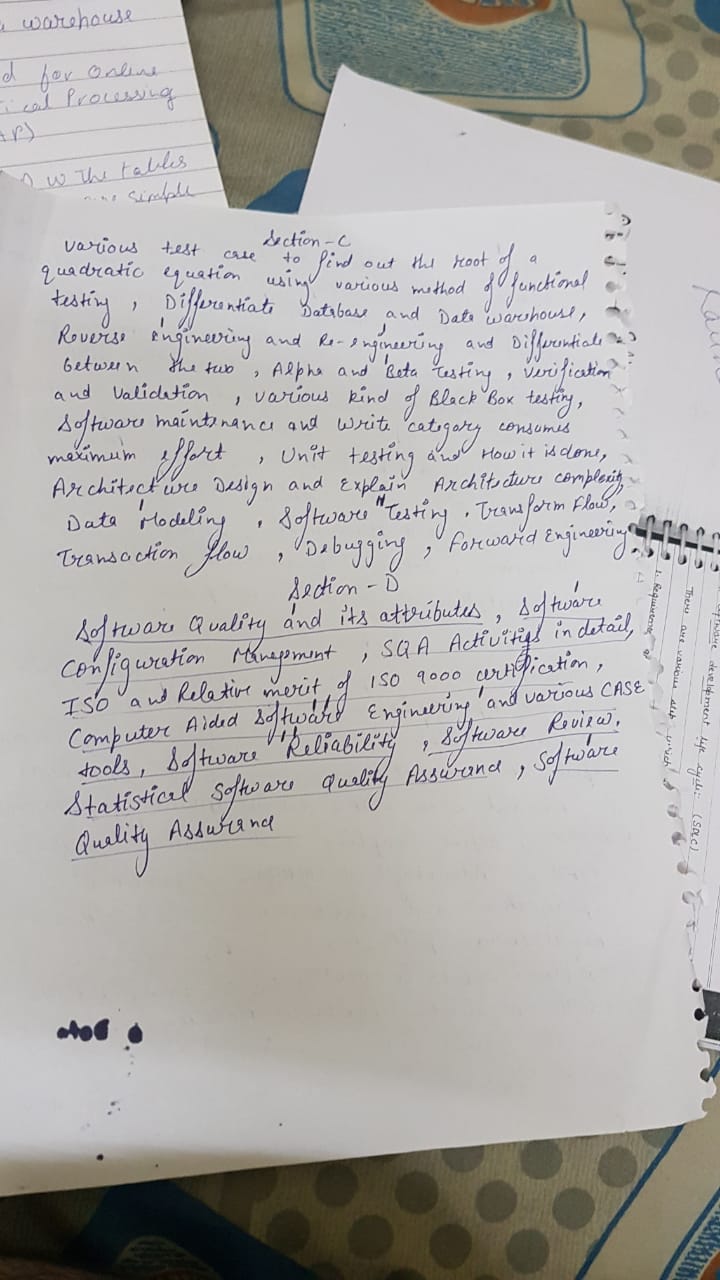 warehouse
d for Online
ical Processing
AP)
w The tables
simple
Section-C
various test case to find out the root of a
quadratic equation using various method of functional
testing, Differentiate Database and Data warehouse,
Reverse Engineering and Re-engineering and Differentiate
between the two, Alpha and Beta Testing, Verification
and Validation, various kind of Black Box testing,
Software maintenance and write category consumes
maximum effort, Unit testing and How it is done,
Architecture Design and Explain Architecture complexity,
Data Modeling, Software Testing, Transform Flow,
Transaction flow, Debugging, Forward Engineering
Section-D
Software Quality and its attributes, Software
Configuration Management, SQA Activities in detail,
ISO and Relative merit of ISO 9000 certification,
Computer Aided Software Engineering and various CASE
tools, Software Reliability, Software Review,
Statistical Software Quality Assurance, Software
Quality Assurance
software development life cycle (SDLC)
There are various
1. Requirements